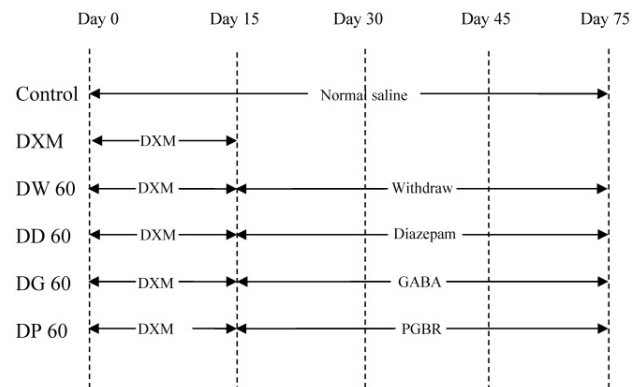 Day 0 Day 15 Day 30 Day 45 Day 75
Control Normal saline
DXM DXM
DW 60 DXM Withdraw
DD 60 DXM Diazepam
DG 60 DXM GABA
DP 60 DXM PGBR